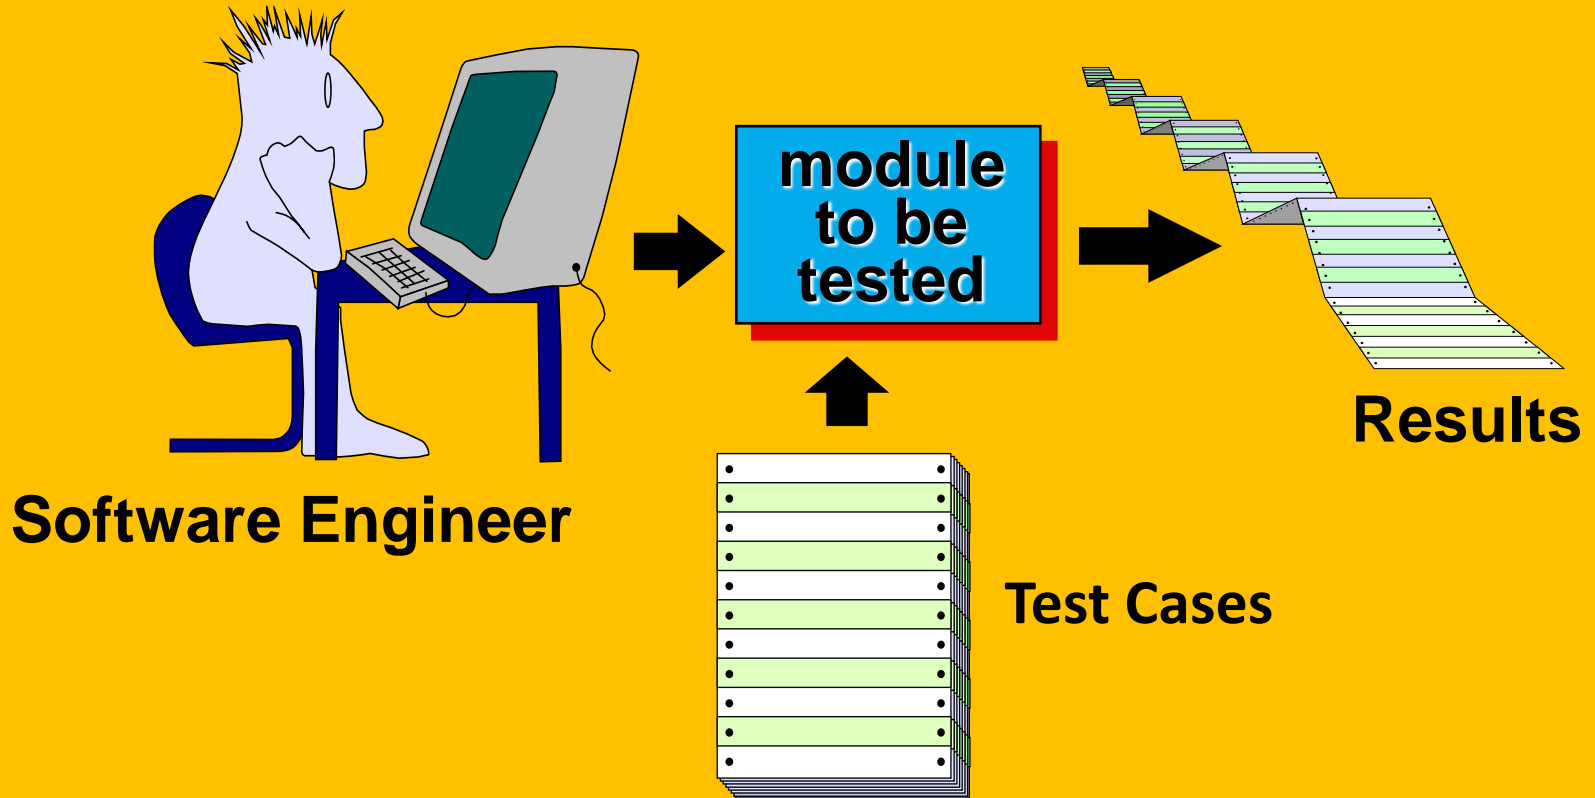 module
to be
tested
Results
Software Engineer
Test Cases